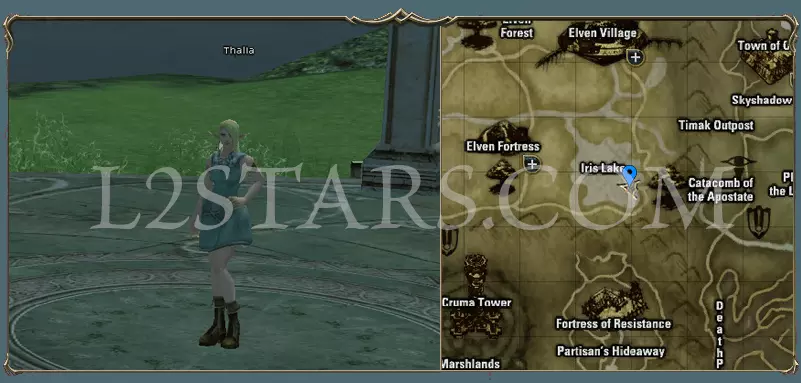 Thalia
L2STARS.COM
Elven
Forest
Elven Village
Skyshadow
Timak Outpost
Elven Fortress
Iris Lake
Catacomb of
the Apostate
Cruma Tower
Fortress of Resistance
Partisan's Hideaway
Marshlands
Town of